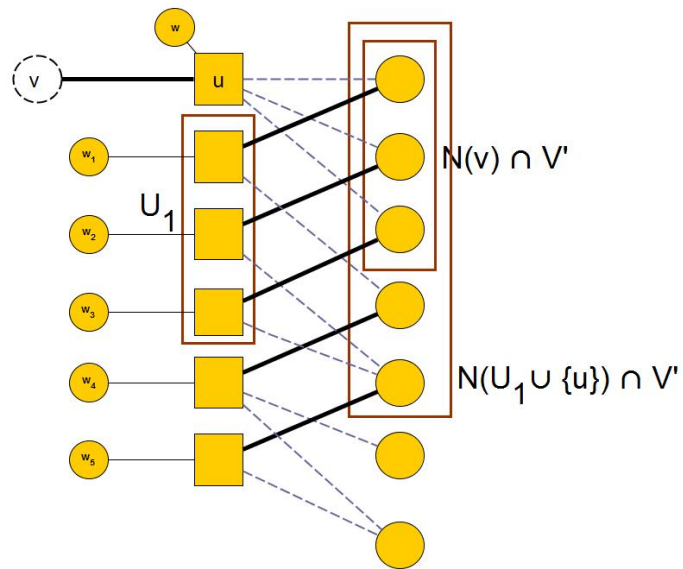 w
v
u
w₁
N(v) ∩ V'
U₁
w₂
w₃
w₄
N(U₁ ∪ {u}) ∩ V'
w₅